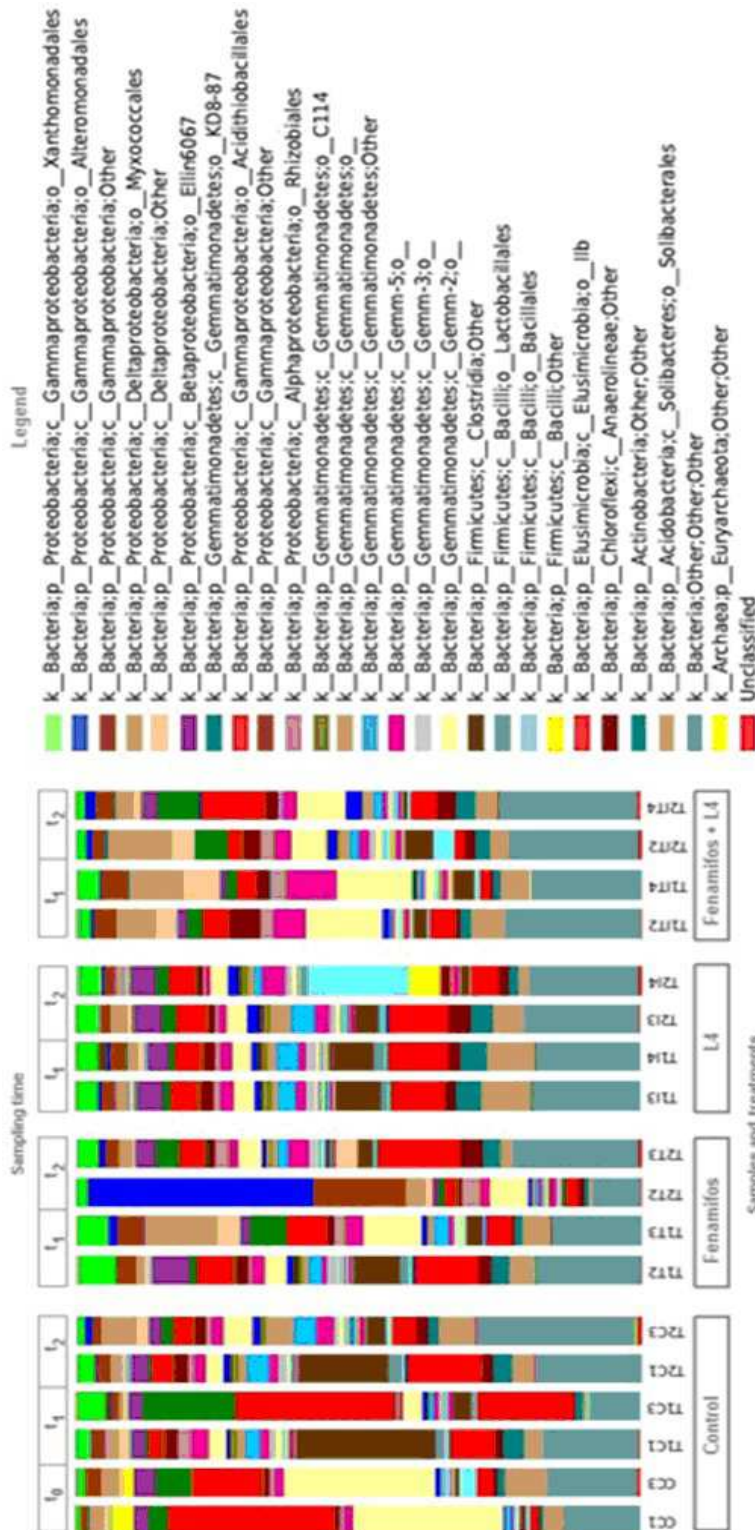 Legend
k__Bacteria;p__Proteobacteria;c__Gammaproteobacteria;o__Xanthomonadales
k__Bacteria;p__Proteobacteria;c__Gammaproteobacteria;o__Alteromonadales
k__Bacteria;p__Proteobacteria;c__Gammaproteobacteria;Other
k__Bacteria;p__Proteobacteria;c__Deltaproteobacteria;o__Myxococcales
k__Bacteria;p__Proteobacteria;c__Deltaproteobacteria;Other
k__Bacteria;p__Proteobacteria;c__Betaproteobacteria;o__Ellin6067
k__Bacteria;p__Gemmatimonadetes;c__Gemmatimonadetes;o__KD8-87
k__Bacteria;p__Proteobacteria;c__Gammaproteobacteria;o__Acidithiobacillales
k__Bacteria;p__Proteobacteria;c__Gammaproteobacteria;Other
k__Bacteria;p__Proteobacteria;c__Alphaproteobacteria;o__Rhizobiales
k__Bacteria;p__Gemmatimonadetes;c__Gemmatimonadetes;o__C114
k__Bacteria;p__Gemmatimonadetes;c__Gemmatimonadetes;o__
k__Bacteria;p__Gemmatimonadetes;c__Gemmatimonadetes;Other
k__Bacteria;p__Gemmatimonadetes;c__Gemm-5;o__
k__Bacteria;p__Gemmatimonadetes;c__Gemm-3;o__
k__Bacteria;p__Gemmatimonadetes;c__Gemm-2;o__
k__Bacteria;p__Firmicutes;c__Clostridia;Other
k__Bacteria;p__Firmicutes;c__Bacilli;o__Lactobacillales
k__Bacteria;p__Firmicutes;c__Bacilli;o__Bacillales
k__Bacteria;p__Firmicutes;c__Bacilli;Other
k__Bacteria;p__Elusimicrobia;c__Elusimicrobia;o__IIb
k__Bacteria;p__Chloroflexi;c__Anaerolineae;Other
k__Bacteria;p__Actinobacteria;Other;Other
k__Bacteria;p__Acidobacteria;c__Solibacteres;o__Solibacterales
k__Bacteria;Other;Other;Other
k__Archaea;p__Euryarchaeota;Other;Other
Unclassified
Sampling time
t0 t1 t2 t1 t2 t1 t2 t1 t2
CC1 CC3 T1C1 T1C3 T2C1 T2C3 T1T2 T1T3 T2T2 T2T3 T1I3 T1I4 T2I3 T2I4 T1IT2 T1IT4 T2IT2 T2IT4
Control Fenamifos L4 Fenamifos + L4
Samples and treatments